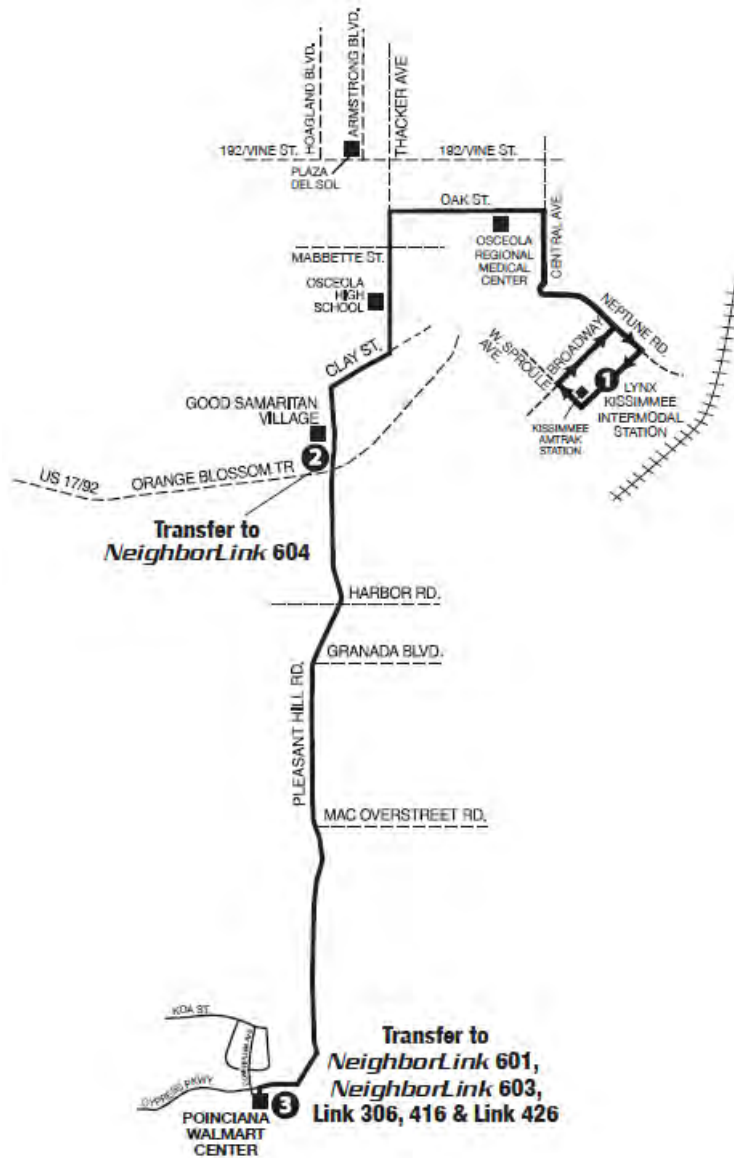 HOAGLAND BLVD.
ARMSTRONG BLVD.
THACKER AVE
192/VINE ST.
192/VINE ST.
PLAZA
DEL SOL
OAK ST.
CENTRAL AVE.
MABBETTE ST.
OSCEOLA
REGIONAL
MEDICAL
CENTER
OSCEOLA
HIGH
SCHOOL
NEPTUNE RD.
BROADWAY
W. SPROULE
AVE.
CLAY ST.
1
LYNX
KISSIMMEE
INTERMODAL
STATION
KISSIMMEE
AMTRAK
STATION
GOOD SAMARITAN
VILLAGE
2
US 17/92
ORANGE BLOSSOM TR
Transfer to
NeighborLink 604
HARBOR RD.
GRANADA BLVD.
PLEASANT HILL RD.
MAC OVERSTREET RD.
KOA ST.
CYPRESS PKWY
3
POINCIANA
WALMART
CENTER
Transfer to
NeighborLink 601,
NeighborLink 603,
Link 306, 416 & Link 426